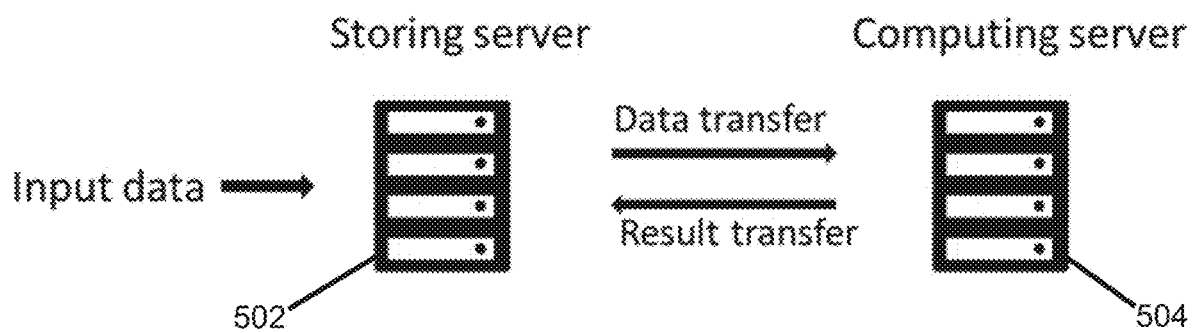 Storing server
Computing server
Data transfer
Input data
Result transfer
502
504